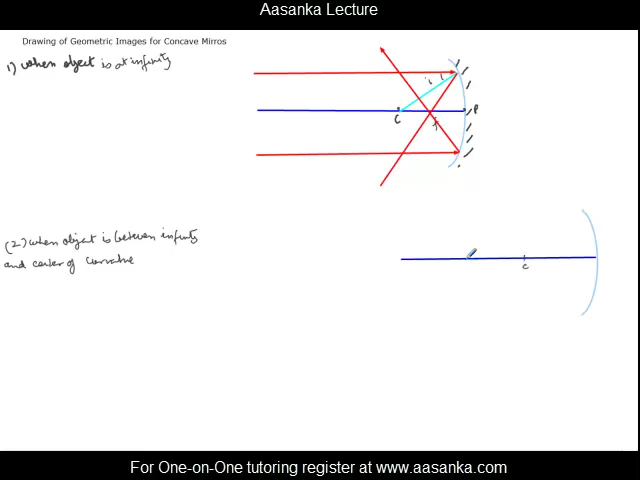 Aasanka Lecture
Drawing of Geometric Images for Concave Mirros
1) when object is at infinity
i
C
f
P
(2) when object is between infinity
and center of curvature
C
For One-on-One tutoring register at www.aasanka.com